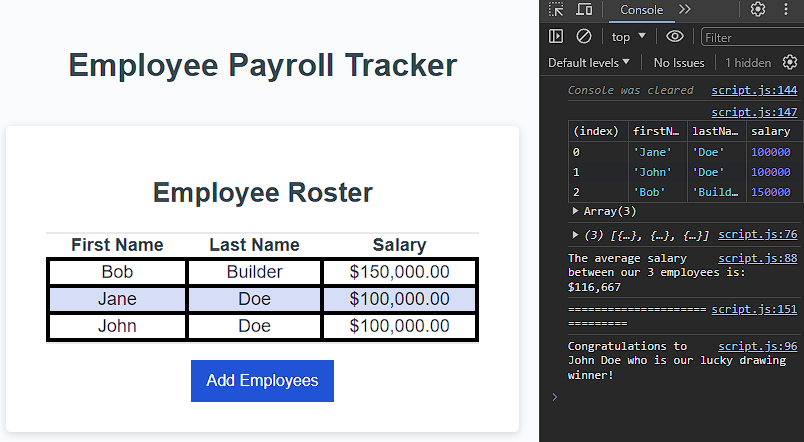 Employee Payroll Tracker
Employee Roster
First Name Last Name Salary
Bob Builder $150,000.00
Jane Doe $100,000.00
John Doe $100,000.00
Add Employees
Console
top Filter
Default levels No Issues 1 hidden
Console was cleared script.js:144
script.js:147
(index) firstN… lastNa… salary
0 'Jane' 'Doe' 100000
1 'John' 'Doe' 100000
2 'Bob' 'Build… 150000
Array(3)
(3) [{…}, {…}, {…}] script.js:76
The average salary script.js:88
between our 3 employees is:
$116,667
===================== script.js:151
=========
Congratulations to script.js:96
John Doe who is our lucky drawing
winner!